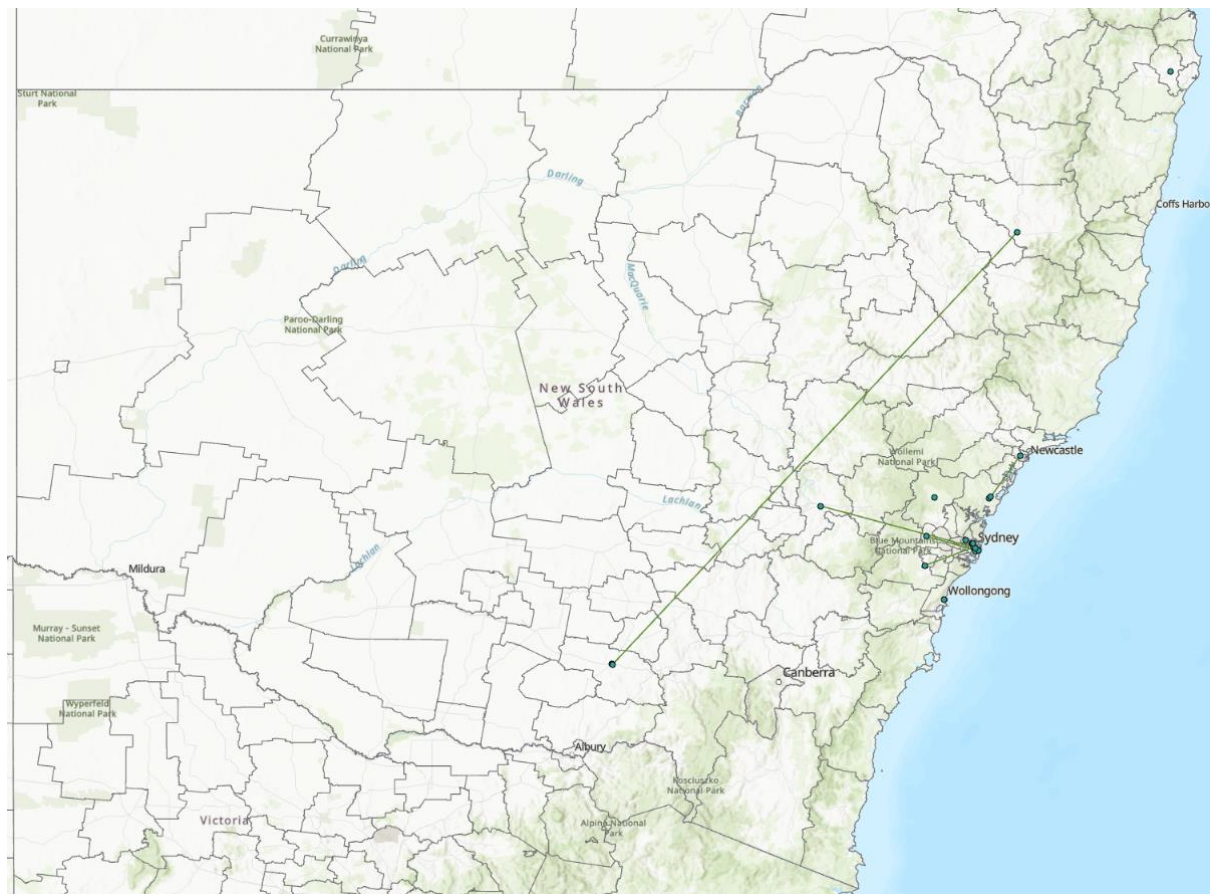 Currawinya
National Park
Sturt National
Park
Darling
Coffs Harbo
Darling
Macquarie
Paroo-Darling
National Park
New South
Wales
Wollemi
National Park
Newcastle
Lachlan
Sydney
Blue Mountains
National Park
Lachlan
Mildura
Wollongong
Murray - Sunset
National Park
Canberra
Wyperfeld
National Park
Albury
Kosciuszko
National Park
Victoria
Alpine National
Park